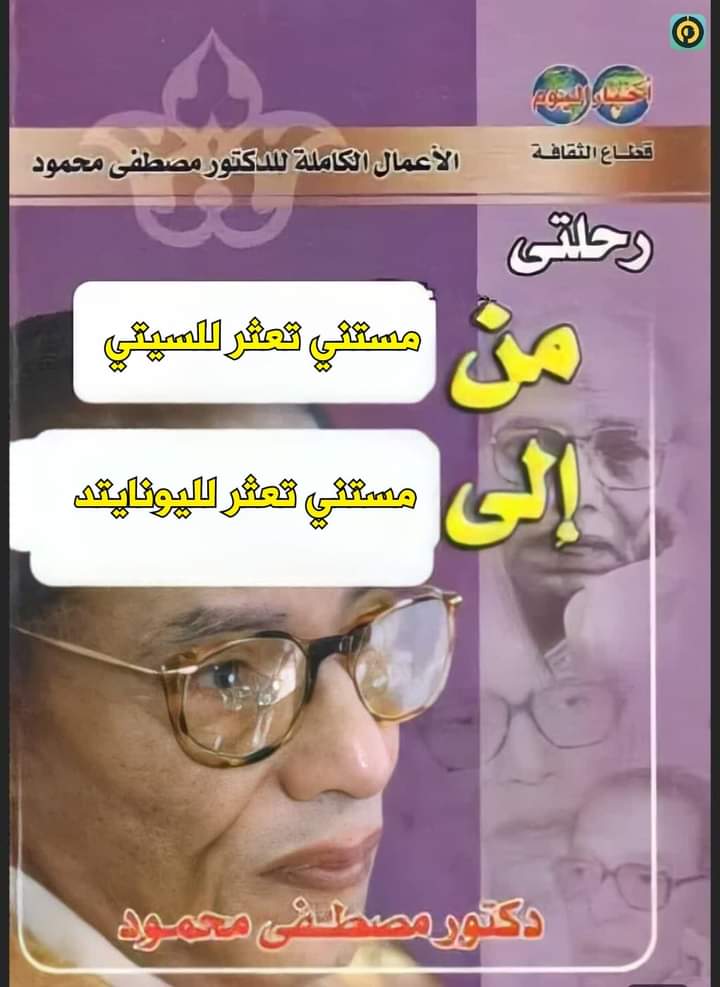 أخبار اليوم
قطاع الثقافة
الأعمال الكاملة للدكتور مصطفى محمود
رحلتى
من
مستني تعثر للسيتي
إلى
مستني تعثر لليونايتد
دكتور مصطفى محمود